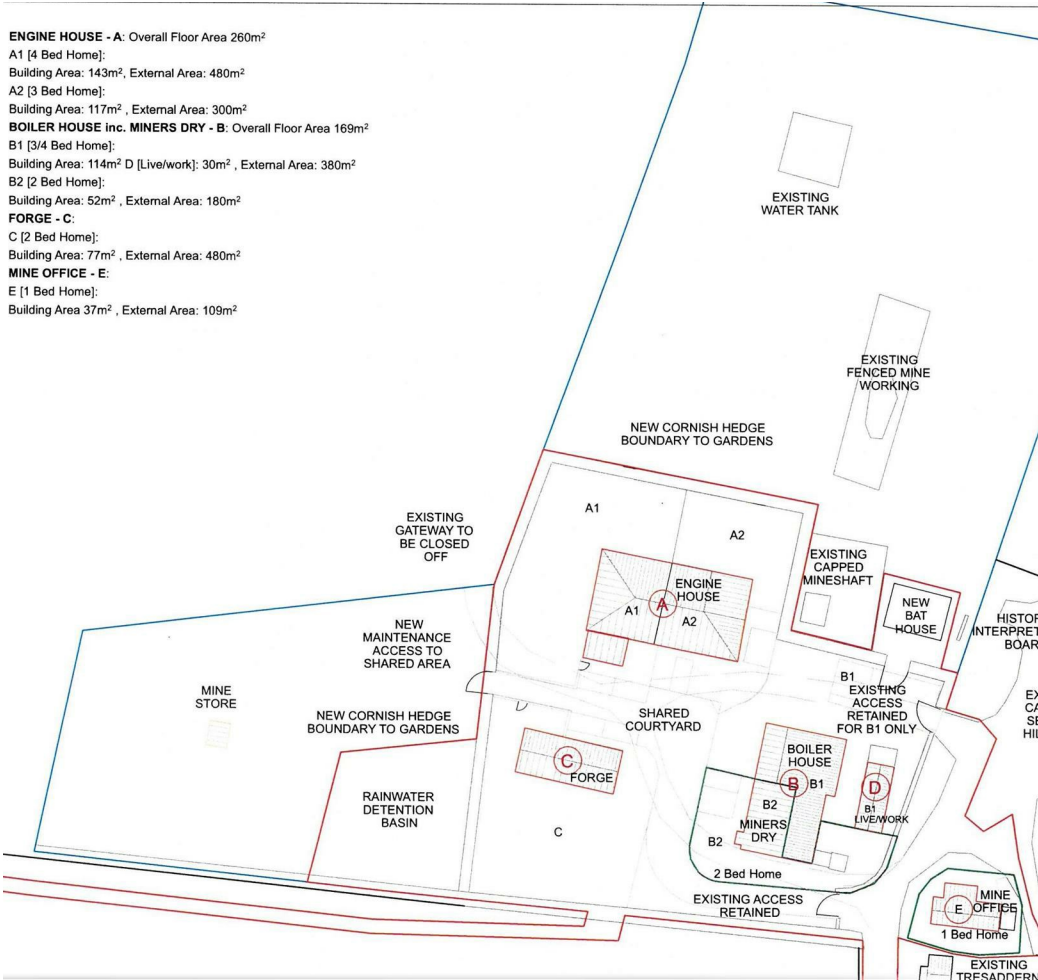 ENGINE HOUSE - A: Overall Floor Area 260m²
A1 [4 Bed Home]:
Building Area: 143m², External Area: 480m²
A2 [3 Bed Home]:
Building Area: 117m² , External Area: 300m²
BOILER HOUSE inc. MINERS DRY - B: Overall Floor Area 169m²
B1 [3/4 Bed Home]:
Building Area: 114m² D [Live/work]: 30m² , External Area: 380m²
B2 [2 Bed Home]:
Building Area: 52m² , External Area: 180m²
FORGE - C:
C [2 Bed Home]:
Building Area: 77m² , External Area: 480m²
MINE OFFICE - E:
E [1 Bed Home]:
Building Area 37m² , External Area: 109m²
EXISTING
WATER TANK
EXISTING
FENCED MINE
WORKING
NEW CORNISH HEDGE
BOUNDARY TO GARDENS
A1
A2
EXISTING
GATEWAY TO
BE CLOSED
OFF
EXISTING
CAPPED
MINESHAFT
ENGINE
HOUSE
A
A1
A2
NEW
BAT
HOUSE
HISTOR
INTERPRET
BOAR
NEW
MAINTENANCE
ACCESS TO
SHARED AREA
B1
EXISTING
ACCESS
RETAINED
FOR B1 ONLY
MINE
STORE
NEW CORNISH HEDGE
BOUNDARY TO GARDENS
SHARED
COURTYARD
EX
CA
SE
HIL
BOILER
HOUSE
C
FORGE
B
B1
D
B1
LIVE/WORK
RAINWATER
DETENTION
BASIN
B2
MINERS
DRY
C
B2
2 Bed Home
EXISTING ACCESS
RETAINED
MINE
OFFICE
E
1 Bed Home
EXISTING
TRESADDERN